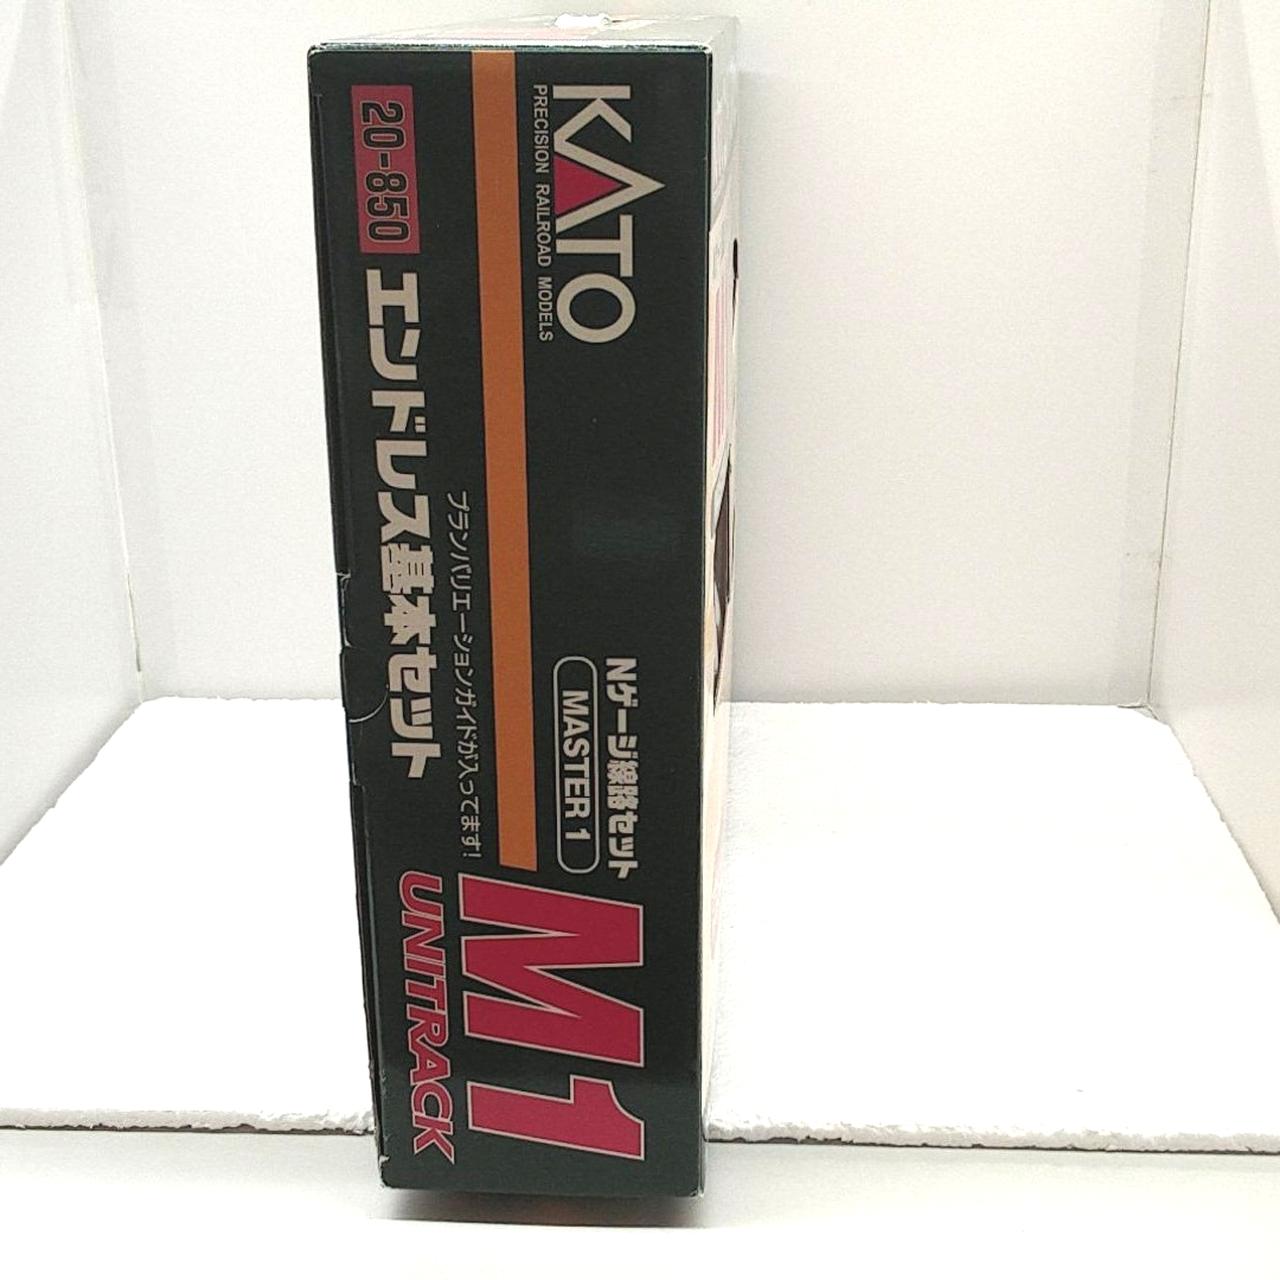 KATO
PRECISION RAILROAD MODELS
Nゲージ線路セット
MASTER 1
M1
プランバリエーションガイドが入ってます!
20-850 エンドレス基本セット
UNITRACK